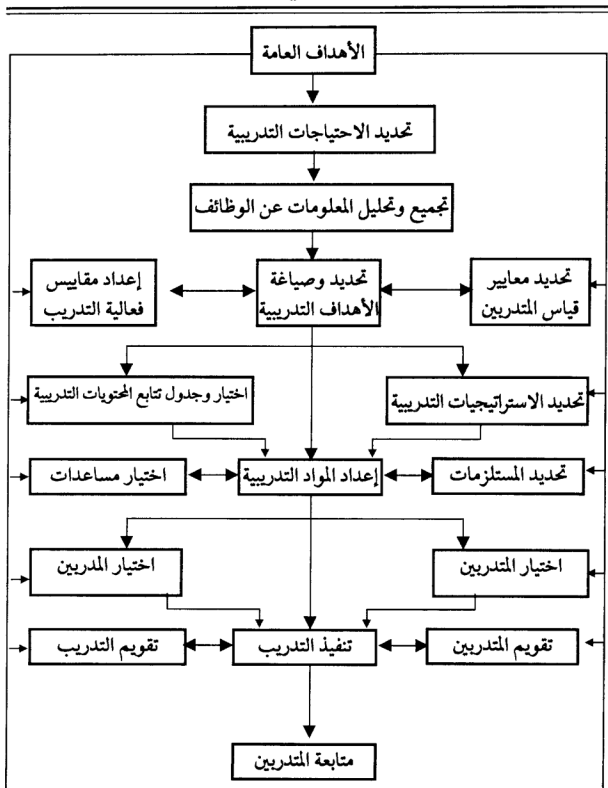 الأهداف العامة
تحديد الاحتياجات التدريبية
تجميع وتحليل المعلومات عن الوظائف
تحديد معايير
قياس المتدربين
تحديد وصياغة
الأهداف التدريبية
إعداد مقاييس
فعالية التدريب
تحديد الاستراتيجيات التدريبية
اختيار وجدول تتابع المحتويات التدريبية
تحديد المستلزمات
إعداد المواد التدريبية
اختيار مساعدات
اختيار المتدربين
اختيار المدربين
تقويم المتدربين
تنفيذ التدريب
تقويم التدريب
متابعة المتدربين